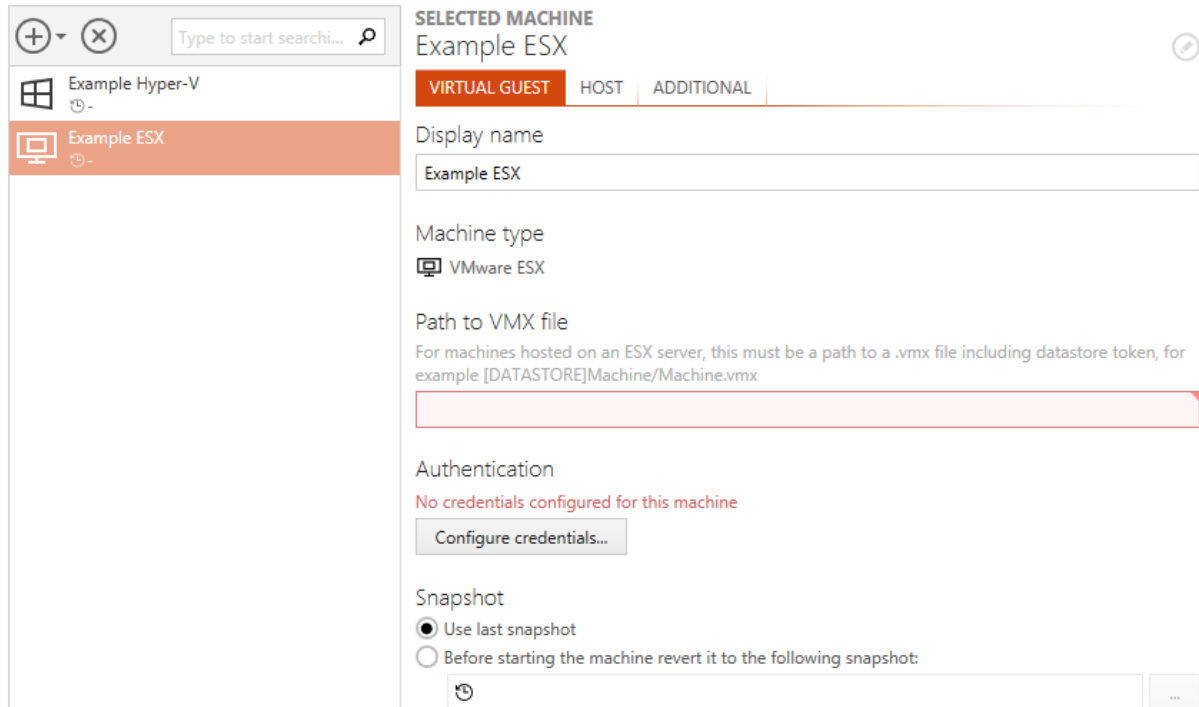 Type to start searchi...
Example Hyper-V
-
Example ESX
-
SELECTED MACHINE
Example ESX
VIRTUAL GUEST HOST ADDITIONAL
Display name
Example ESX
Machine type
VMware ESX
Path to VMX file
For machines hosted on an ESX server, this must be a path to a .vmx file including datastore token, for
example [DATASTORE]Machine/Machine.vmx
Authentication
No credentials configured for this machine
Configure credentials...
Snapshot
Use last snapshot
Before starting the machine revert it to the following snapshot:
...